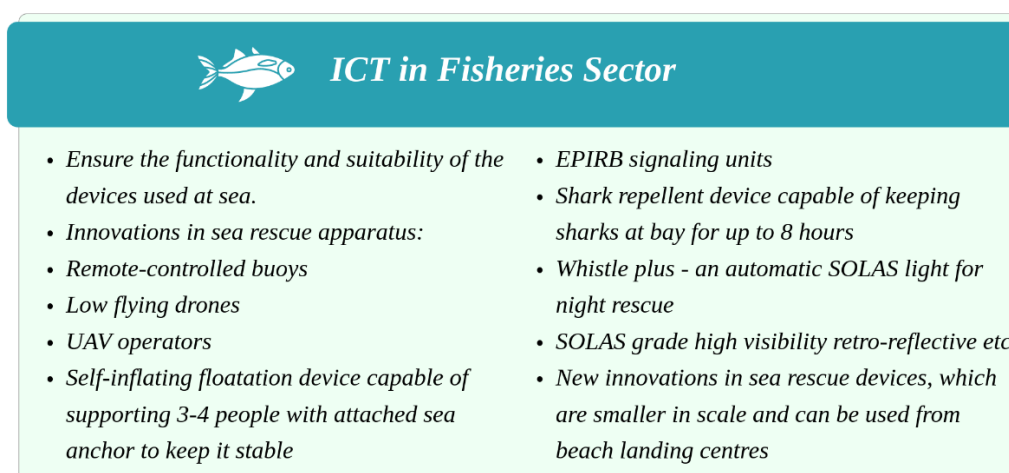 ICT in Fisheries Sector
• Ensure the functionality and suitability of the
devices used at sea.
• Innovations in sea rescue apparatus:
• Remote-controlled buoys
• Low flying drones
• UAV operators
• Self-inflating floatation device capable of
supporting 3-4 people with attached sea
anchor to keep it stable
• EPIRB signaling units
• Shark repellent device capable of keeping
sharks at bay for up to 8 hours
• Whistle plus - an automatic SOLAS light for
night rescue
• SOLAS grade high visibility retro-reflective etc
• New innovations in sea rescue devices, which
are smaller in scale and can be used from
beach landing centres